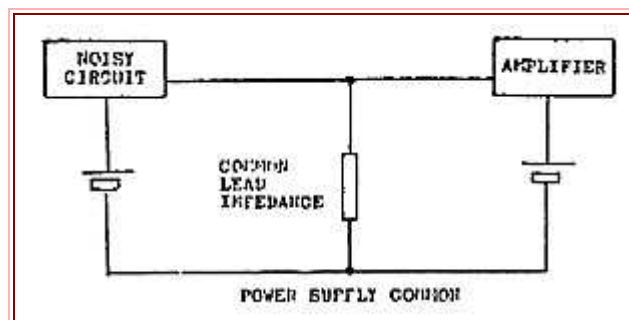 NOISY
CIRCUIT
AMPLIFIER
COMMON
LEAD
IMPEDANCE
POWER SUPPLY COMMON